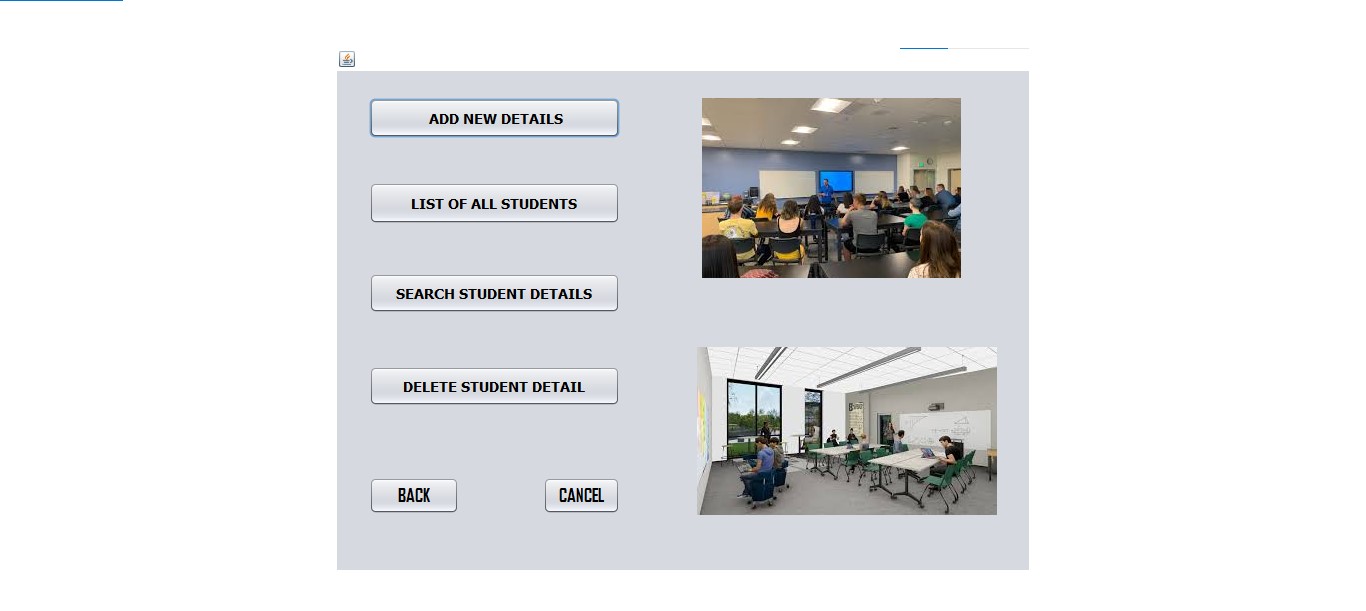 ADD NEW DETAILS
LIST OF ALL STUDENTS
SEARCH STUDENT DETAILS
DELETE STUDENT DETAIL
BACK
CANCEL